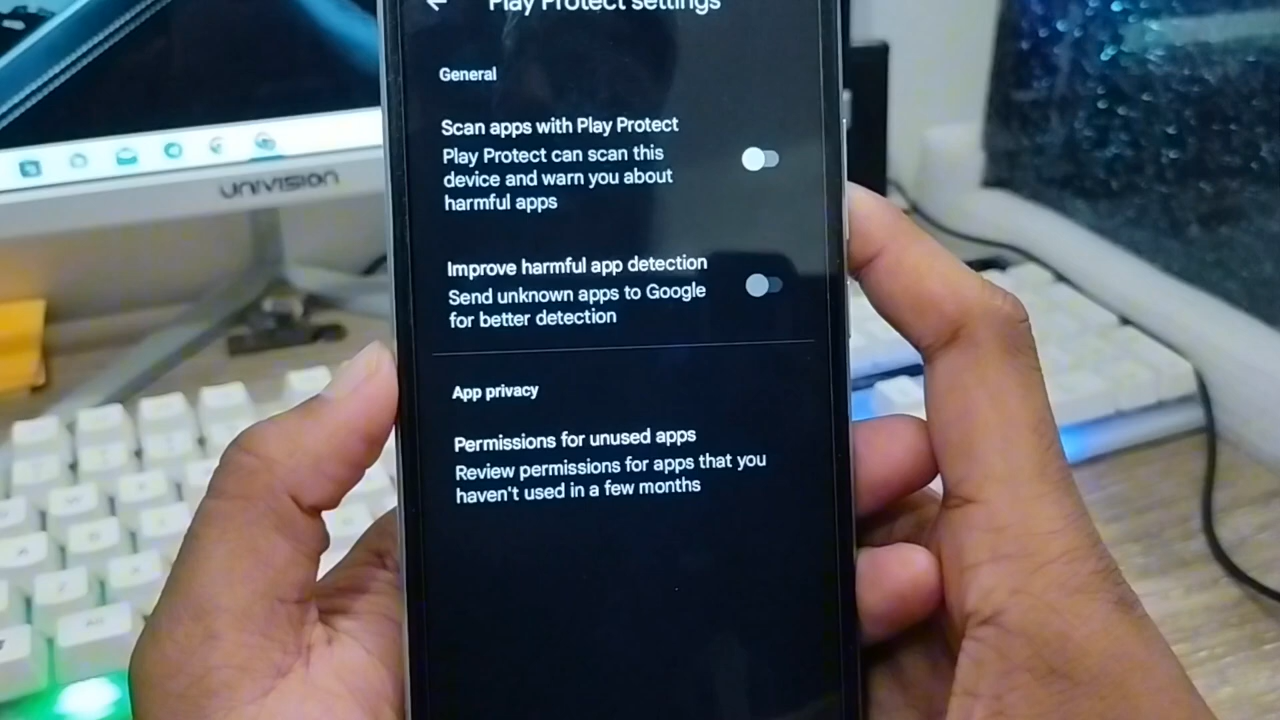 Play Protect settings
UNIVISION
General
Scan apps with Play Protect
Play Protect can scan this
device and warn you about
harmful apps
Improve harmful app detection
Send unknown apps to Google
for better detection
App privacy
Permissions for unused apps
Review permissions for apps that you
haven't used in a few months